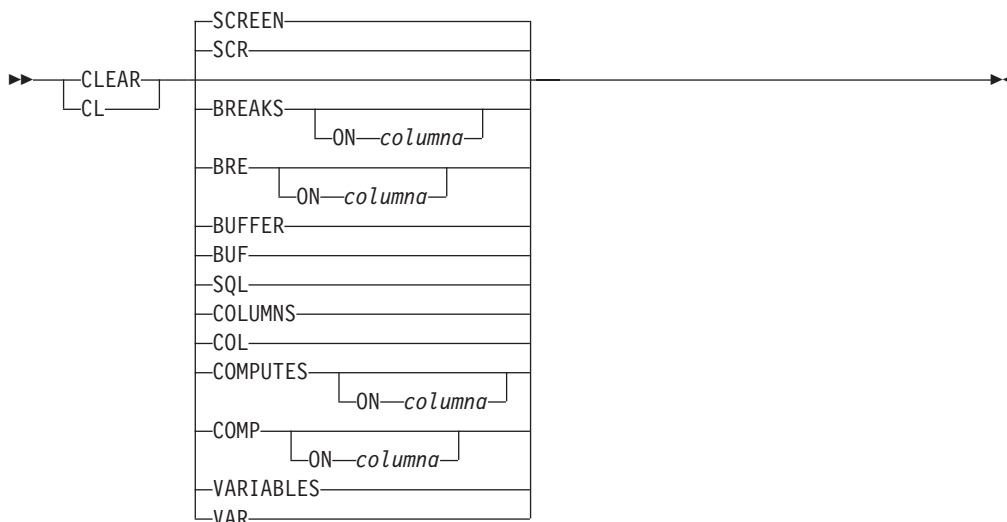 SCREEN
SCR
CLEAR
CL
BREAKS
ON columna
BRE
ON columna
BUFFER
BUF
SQL
COLUMNS
COL
COMPUTES
ON columna
COMP
ON columna
VARIABLES
VAR